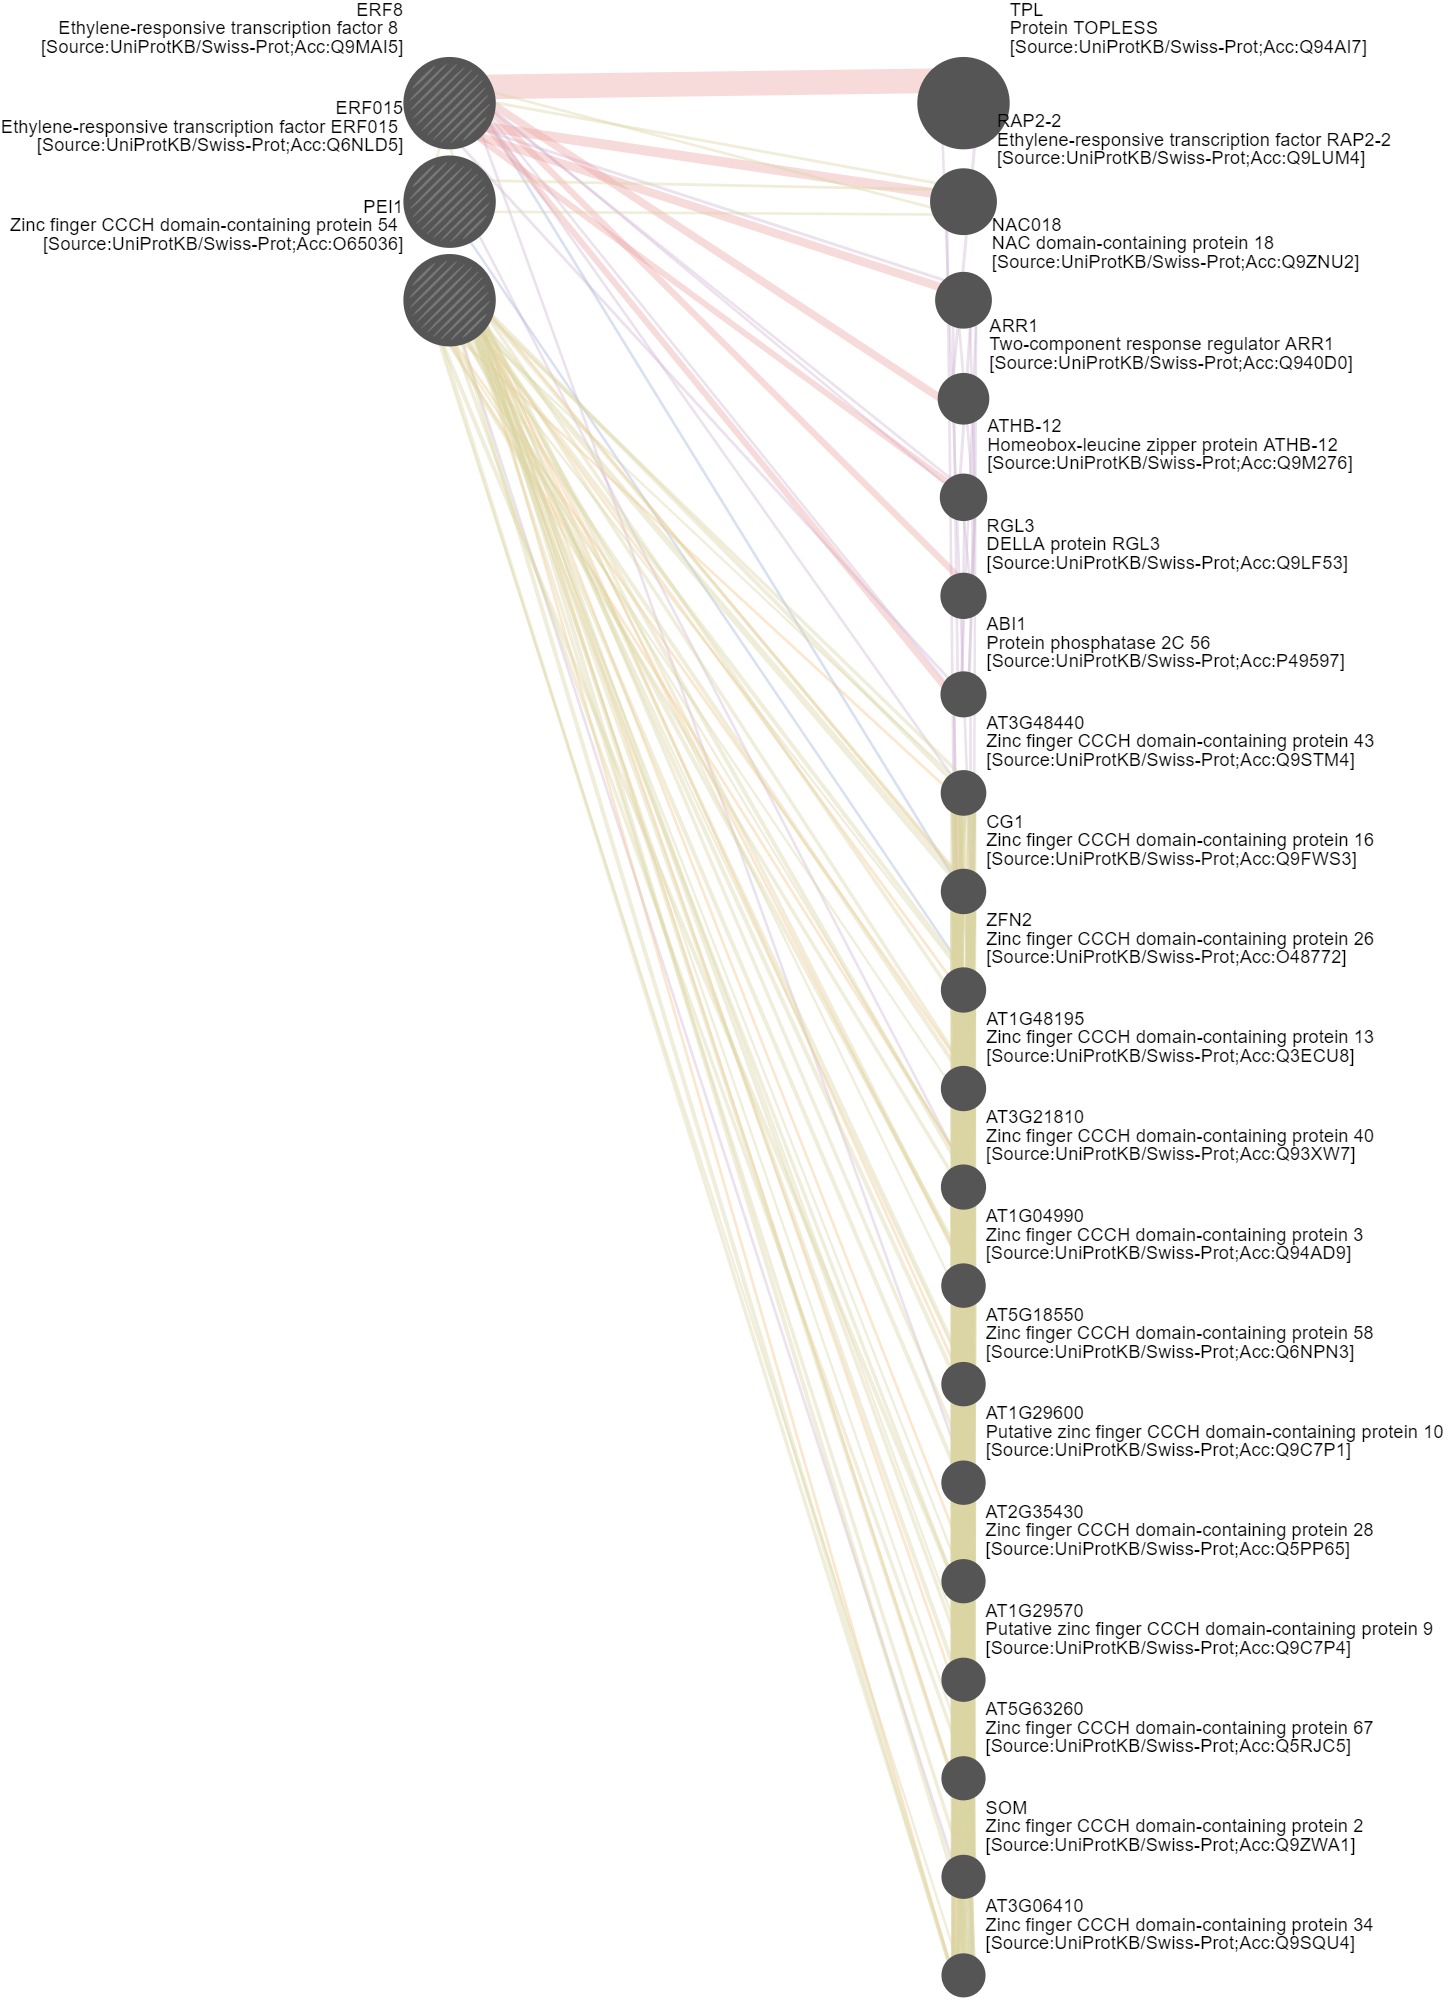 ERF8
Ethylene-responsive transcription factor 8
[Source:UniProtKB/Swiss-Prot;Acc:Q9MAI5]
ERF015
Ethylene-responsive transcription factor ERF015
[Source:UniProtKB/Swiss-Prot;Acc:Q6NLD5]
PEI1
Zinc finger CCCH domain-containing protein 54
[Source:UniProtKB/Swiss-Prot;Acc:O65036]
TPL
Protein TOPLESS
[Source:UniProtKB/Swiss-Prot;Acc:Q94AI7]
RAP2-2
Ethylene-responsive transcription factor RAP2-2
[Source:UniProtKB/Swiss-Prot;Acc:Q9LUM4]
NAC018
NAC domain-containing protein 18
[Source:UniProtKB/Swiss-Prot;Acc:Q9ZNU2]
ARR1
Two-component response regulator ARR1
[Source:UniProtKB/Swiss-Prot;Acc:Q940D0]
ATHB-12
Homeobox-leucine zipper protein ATHB-12
[Source:UniProtKB/Swiss-Prot;Acc:Q9M276]
RGL3
DELLA protein RGL3
[Source:UniProtKB/Swiss-Prot;Acc:Q9LF53]
ABI1
Protein phosphatase 2C 56
[Source:UniProtKB/Swiss-Prot;Acc:P49597]
AT3G48440
Zinc finger CCCH domain-containing protein 43
[Source:UniProtKB/Swiss-Prot;Acc:Q9STM4]
CG1
Zinc finger CCCH domain-containing protein 16
[Source:UniProtKB/Swiss-Prot;Acc:Q9FWS3]
ZFN2
Zinc finger CCCH domain-containing protein 26
[Source:UniProtKB/Swiss-Prot;Acc:O48772]
AT1G48195
Zinc finger CCCH domain-containing protein 13
[Source:UniProtKB/Swiss-Prot;Acc:Q3ECU8]
AT3G21810
Zinc finger CCCH domain-containing protein 40
[Source:UniProtKB/Swiss-Prot;Acc:Q93XW7]
AT1G04990
Zinc finger CCCH domain-containing protein 3
[Source:UniProtKB/Swiss-Prot;Acc:Q94AD9]
AT5G18550
Zinc finger CCCH domain-containing protein 58
[Source:UniProtKB/Swiss-Prot;Acc:Q6NPN3]
AT1G29600
Putative zinc finger CCCH domain-containing protein 10
[Source:UniProtKB/Swiss-Prot;Acc:Q9C7P1]
AT2G35430
Zinc finger CCCH domain-containing protein 28
[Source:UniProtKB/Swiss-Prot;Acc:Q5PP65]
AT1G29570
Putative zinc finger CCCH domain-containing protein 9
[Source:UniProtKB/Swiss-Prot;Acc:Q9C7P4]
AT5G63260
Zinc finger CCCH domain-containing protein 67
[Source:UniProtKB/Swiss-Prot;Acc:Q5RJC5]
SOM
Zinc finger CCCH domain-containing protein 2
[Source:UniProtKB/Swiss-Prot;Acc:Q9ZWA1]
AT3G06410
Zinc finger CCCH domain-containing protein 34
[Source:UniProtKB/Swiss-Prot;Acc:Q9SQU4]